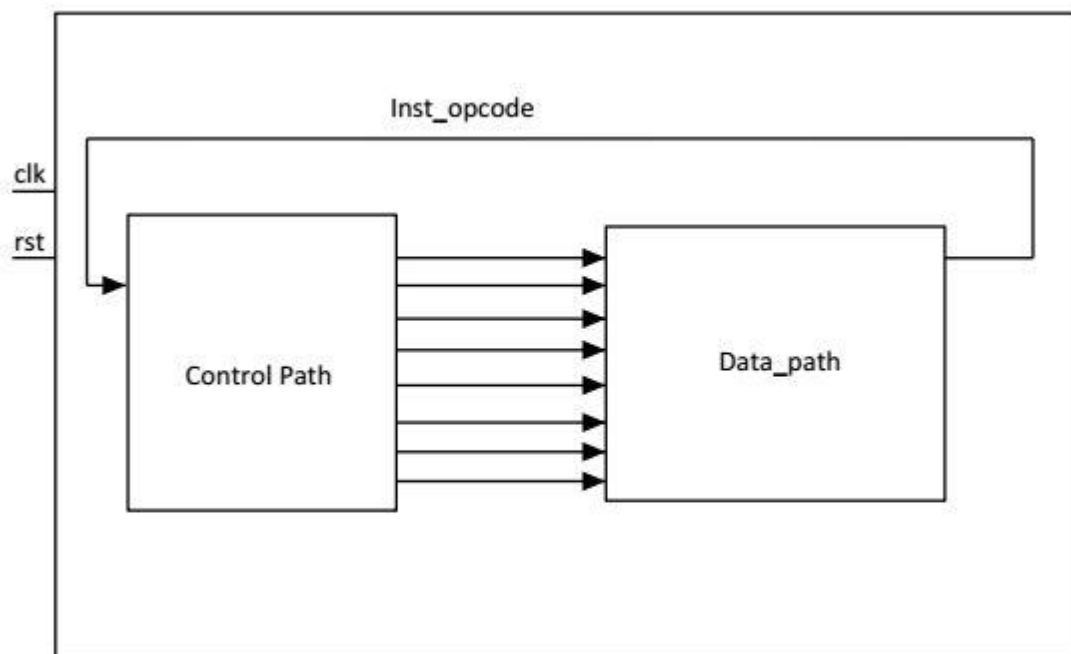 Inst_opcode
clk
rst
Control Path
Data_path